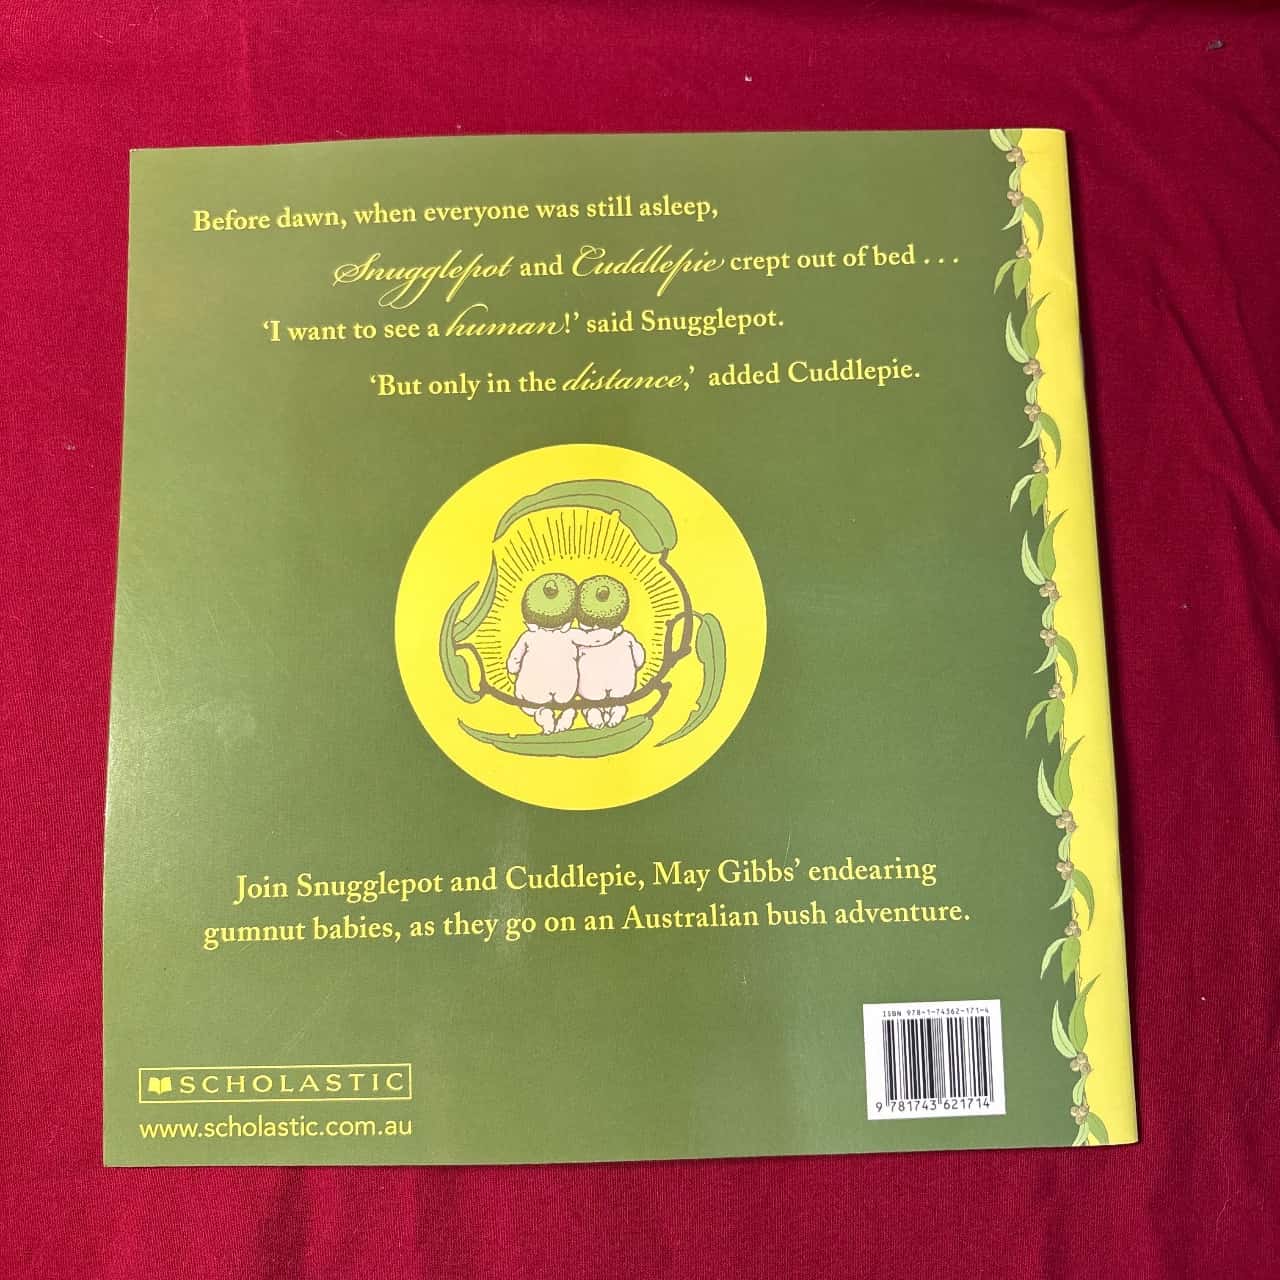 Before dawn, when everyone was still asleep,
Snugglepot and Cuddlepie crept out of bed . . .
‘I want to see a human!’ said Snugglepot.
‘But only in the distance,’ added Cuddlepie.
Join Snugglepot and Cuddlepie, May Gibbs’ endearing
gumnut babies, as they go on an Australian bush adventure.
ISBN 978-1-74362-171-4
9 781743 621714
SCHOLASTIC
www.scholastic.com.au